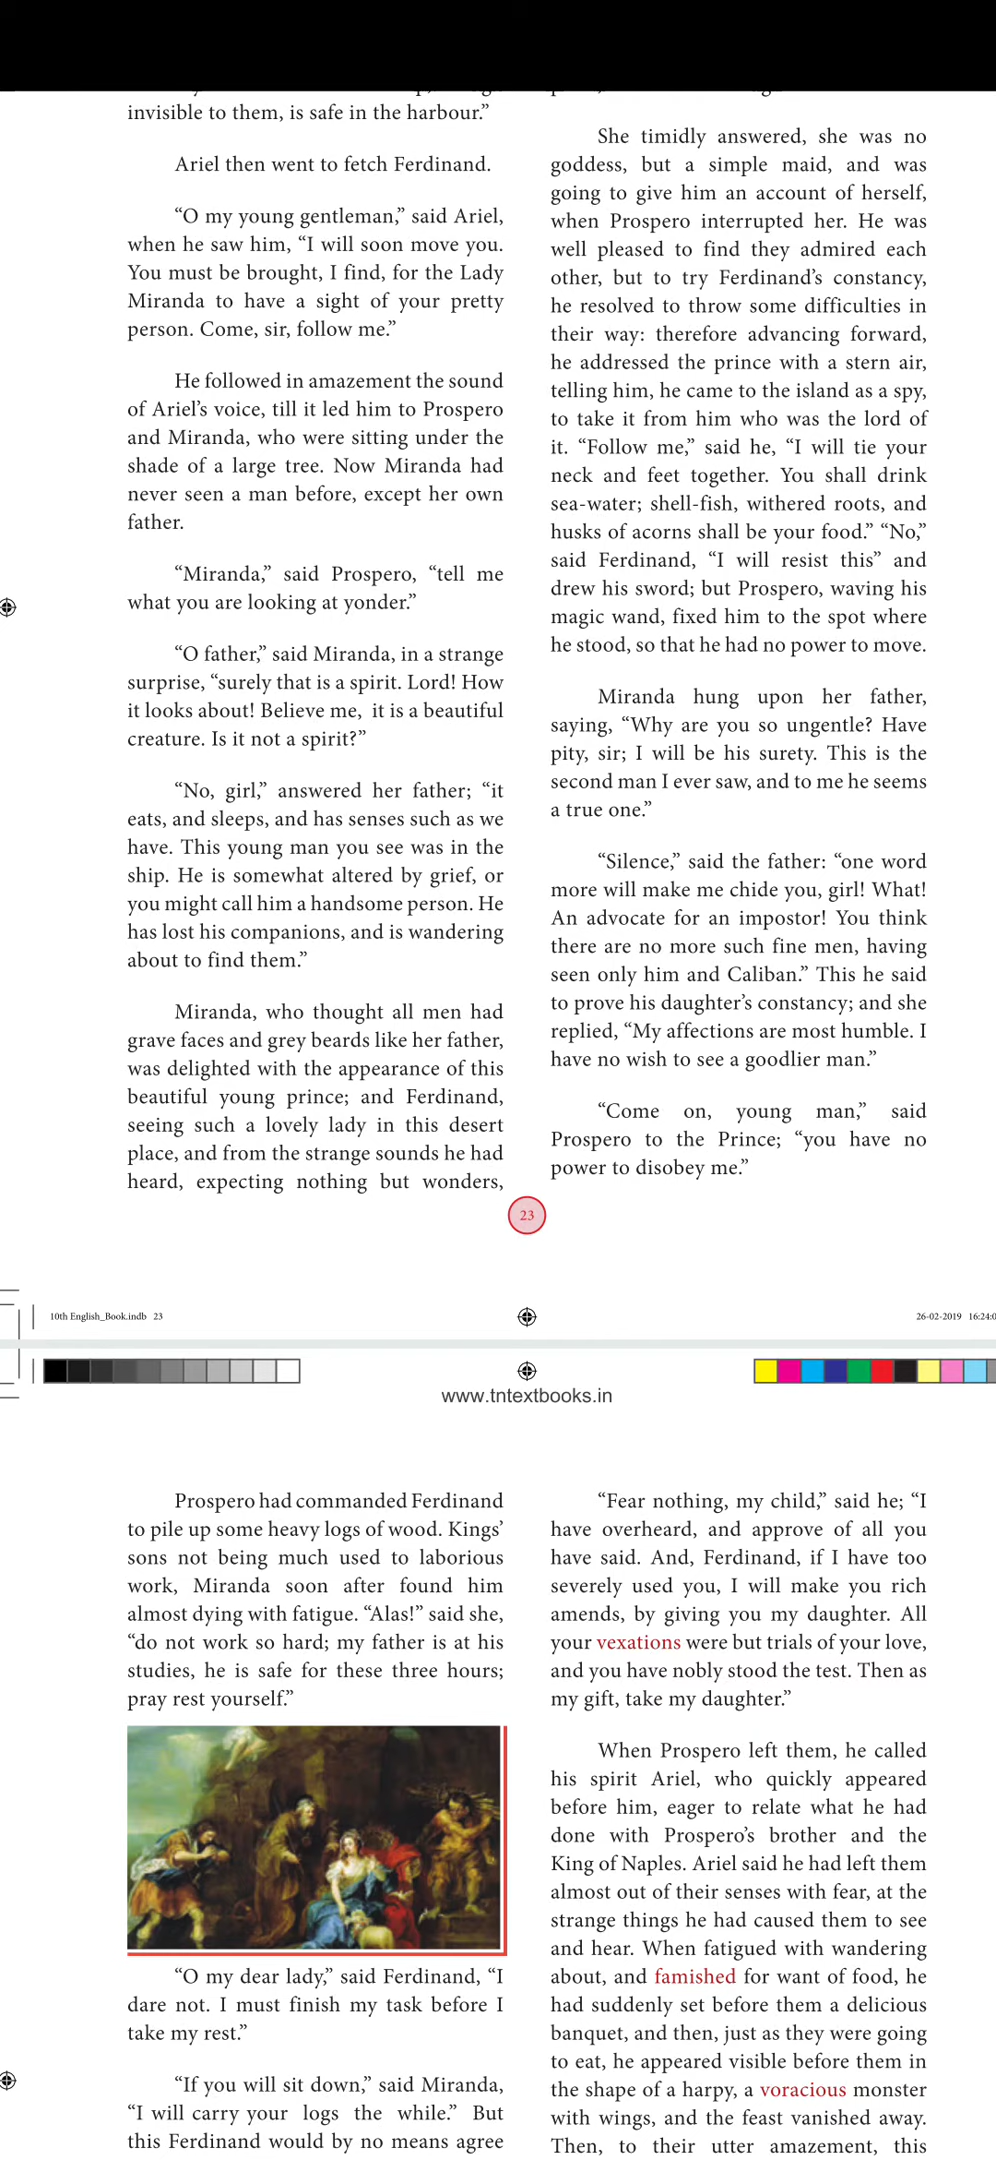 invisible to them, is safe in the harbour.”
Ariel then went to fetch Ferdinand.
“O my young gentleman,” said Ariel,
when he saw him, “I will soon move you.
You must be brought, I find, for the Lady
Miranda to have a sight of your pretty
person. Come, sir, follow me.”
He followed in amazement the sound
of Ariel’s voice, till it led him to Prospero
and Miranda, who were sitting under the
shade of a large tree. Now Miranda had
never seen a man before, except her own
father.
“Miranda,” said Prospero, “tell me
what you are looking at yonder.”
“O father,” said Miranda, in a strange
surprise, “surely that is a spirit. Lord! How
it looks about! Believe me, it is a beautiful
creature. Is it not a spirit?”
“No, girl,” answered her father; “it
eats, and sleeps, and has senses such as we
have. This young man you see was in the
ship. He is somewhat altered by grief, or
you might call him a handsome person. He
has lost his companions, and is wandering
about to find them.”
Miranda, who thought all men had
grave faces and grey beards like her father,
was delighted with the appearance of this
beautiful young prince; and Ferdinand,
seeing such a lovely lady in this desert
place, and from the strange sounds he had
heard, expecting nothing but wonders,
She timidly answered, she was no
goddess, but a simple maid, and was
going to give him an account of herself,
when Prospero interrupted her. He was
well pleased to find they admired each
other, but to try Ferdinand’s constancy,
he resolved to throw some difficulties in
their way: therefore advancing forward,
he addressed the prince with a stern air,
telling him, he came to the island as a spy,
to take it from him who was the lord of
it. “Follow me,” said he, “I will tie your
neck and feet together. You shall drink
sea-water; shell-fish, withered roots, and
husks of acorns shall be your food.” “No,”
said Ferdinand, “I will resist this” and
drew his sword; but Prospero, waving his
magic wand, fixed him to the spot where
he stood, so that he had no power to move.
Miranda hung upon her father,
saying, “Why are you so ungentle? Have
pity, sir; I will be his surety. This is the
second man I ever saw, and to me he seems
a true one.”
“Silence,” said the father: “one word
more will make me chide you, girl! What!
An advocate for an impostor! You think
there are no more such fine men, having
seen only him and Caliban.” This he said
to prove his daughter’s constancy; and she
replied, “My affections are most humble. I
have no wish to see a goodlier man.”
“Come on, young man,” said
Prospero to the Prince; “you have no
power to disobey me.”
23
10th English_Book.indb 23
26-02-2019 16:24:0
www.tntextbooks.in
Prospero had commanded Ferdinand
to pile up some heavy logs of wood. Kings’
sons not being much used to laborious
work, Miranda soon after found him
almost dying with fatigue. “Alas!” said she,
“do not work so hard; my father is at his
studies, he is safe for these three hours;
pray rest yourself.”
“O my dear lady,” said Ferdinand, “I
dare not. I must finish my task before I
take my rest.”
“If you will sit down,” said Miranda,
“I will carry your logs the while.” But
this Ferdinand would by no means agree
“Fear nothing, my child,” said he; “I
have overheard, and approve of all you
have said. And, Ferdinand, if I have too
severely used you, I will make you rich
amends, by giving you my daughter. All
your vexations were but trials of your love,
and you have nobly stood the test. Then as
my gift, take my daughter.”
When Prospero left them, he called
his spirit Ariel, who quickly appeared
before him, eager to relate what he had
done with Prospero’s brother and the
King of Naples. Ariel said he had left them
almost out of their senses with fear, at the
strange things he had caused them to see
and hear. When fatigued with wandering
about, and famished for want of food, he
had suddenly set before them a delicious
banquet, and then, just as they were going
to eat, he appeared visible before them in
the shape of a harpy, a voracious monster
with wings, and the feast vanished away.
Then, to their utter amazement, this